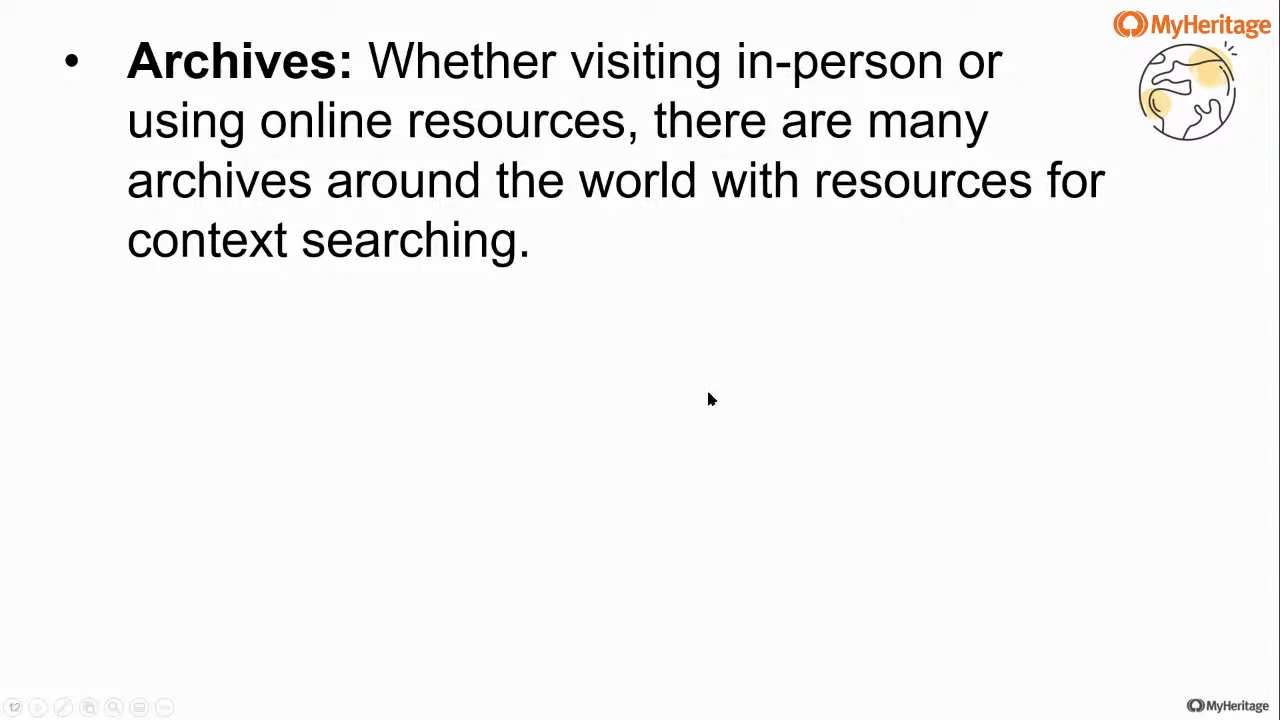 MyHeritage
• Archives: Whether visiting in-person or
using online resources, there are many
archives around the world with resources for
context searching.
12
MyHeritage